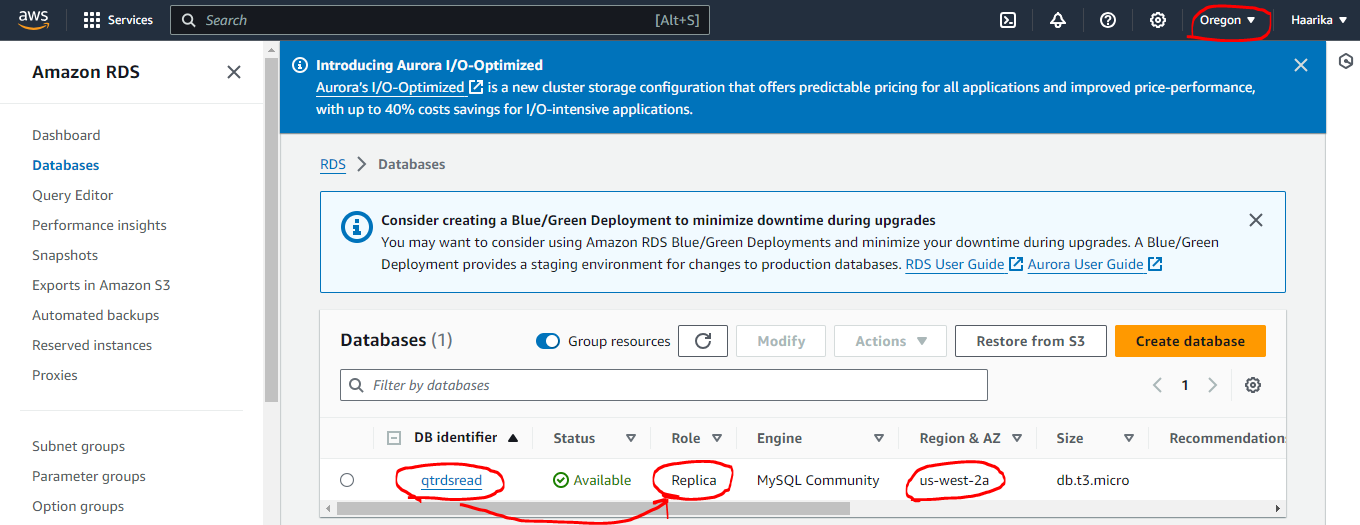 aws
Services
Search
[Alt+S]
Oregon
Haarika
Amazon RDS
Dashboard
Databases
Query Editor
Performance insights
Snapshots
Exports in Amazon S3
Automated backups
Reserved instances
Proxies
Subnet groups
Parameter groups
Option groups
Introducing Aurora I/O-Optimized
Aurora's I/O-Optimized is a new cluster storage configuration that offers predictable pricing for all applications and improved price-performance,
with up to 40% costs savings for I/O-intensive applications.
RDS > Databases
Consider creating a Blue/Green Deployment to minimize downtime during upgrades
You may want to consider using Amazon RDS Blue/Green Deployments and minimize your downtime during upgrades. A Blue/Green
Deployment provides a staging environment for changes to production databases. RDS User Guide Aurora User Guide
Databases (1)
Group resources
Modify
Actions
Restore from S3
Create database
Filter by databases
1
DB identifier
Status
Role
Engine
Region & AZ
Size
Recommendations
qtrdsread
Available
Replica
MySQL Community
us-west-2a
db.t3.micro